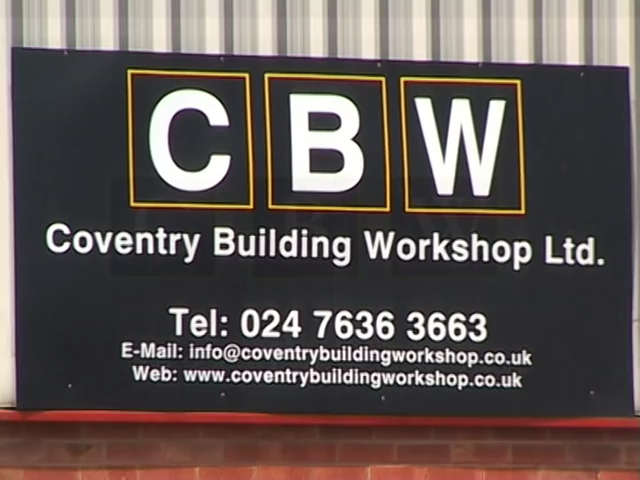 CBW
Coventry Building Workshop Ltd.
Tel: 024 7636 3663
E-Mail: info@coventrybuildingworkshop.co.uk
Web: www.coventrybuildingworkshop.co.uk